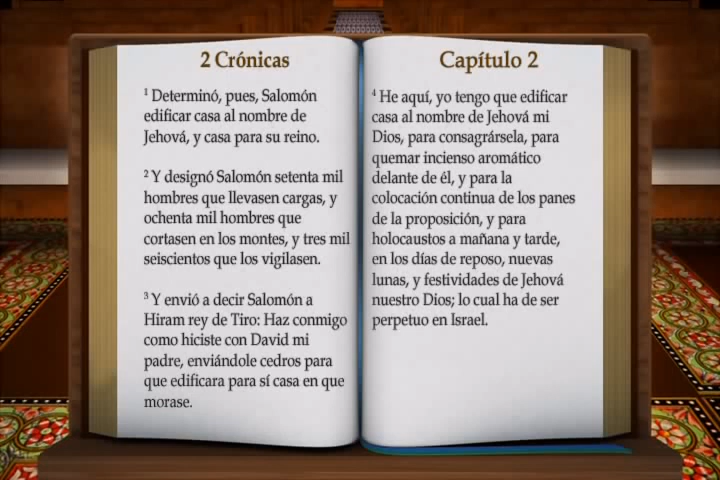 2 Crónicas
¹ Determinó, pues, Salomón
edificar casa al nombre de
Jehová, y casa para su reino.
² Y designó Salomón setenta mil
hombres que llevasen cargas, y
ochenta mil hombres que
cortasen en los montes, y tres mil
seiscientos que los vigilasen.
³ Y envió a decir Salomón a
Hiram rey de Tiro: Haz conmigo
como hiciste con David mi
padre, enviándole cedros para
que edificara para sí casa en que
morase.
Capítulo 2
⁴ He aquí, yo tengo que edificar
casa al nombre de Jehová mi
Dios, para consagrársela, para
quemar incienso aromático
delante de él, y para la
colocación continua de los panes
de la proposición, y para
holocaustos a mañana y tarde,
en los días de reposo, nuevas
lunas, y festividades de Jehová
nuestro Dios; lo cual ha de ser
perpetuo en Israel.